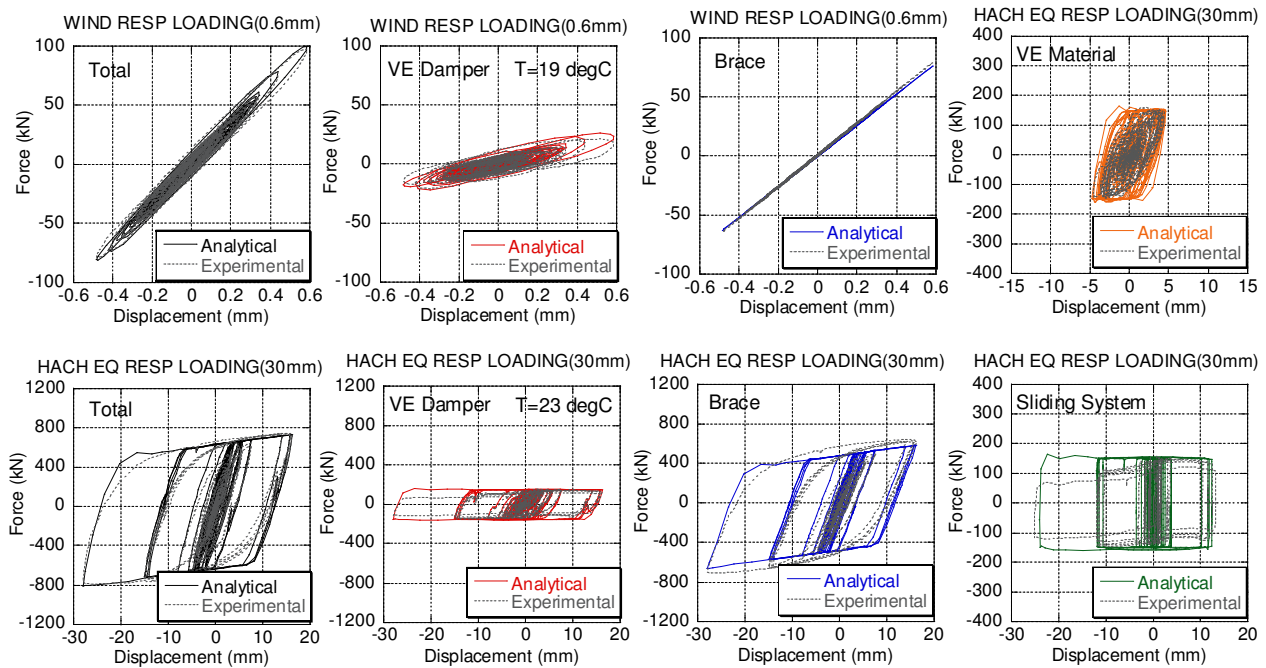 WIND RESP LOADING(0.6mm)
Total
Force (kN)
100
50
0
-50
-100
-0.6 -0.4 -0.2 0 0.2 0.4 0.6
Displacement (mm)
Analytical
Experimental
WIND RESP LOADING(0.6mm)
VE Damper T=19 degC
Force (kN)
100
50
0
-50
-100
-0.6 -0.4 -0.2 0 0.2 0.4 0.6
Displacement (mm)
Analytical
Experimental
WIND RESP LOADING(0.6mm)
Brace
Force (kN)
100
50
0
-50
-100
-0.6 -0.4 -0.2 0 0.2 0.4 0.6
Displacement (mm)
Analytical
Experimental
HACH EQ RESP LOADING(30mm)
VE Material
Force (kN)
400
300
200
100
0
-100
-200
-300
-400
-15 -10 -5 0 5 10 15
Displacement (mm)
Analytical
Experimental
HACH EQ RESP LOADING(30mm)
Total
Force (kN)
1200
800
400
0
-400
-800
-1200
-30 -20 -10 0 10 20
Displacement (mm)
Analytical
Experimental
HACH EQ RESP LOADING(30mm)
VE Damper T=23 degC
Force (kN)
1200
800
400
0
-400
-800
-1200
-30 -20 -10 0 10 20
Displacement (mm)
Analytical
Experimental
HACH EQ RESP LOADING(30mm)
Brace
Force (kN)
1200
800
400
0
-400
-800
-1200
-30 -20 -10 0 10 20
Displacement (mm)
Analytical
Experimental
HACH EQ RESP LOADING(30mm)
Sliding System
Force (kN)
400
300
200
100
0
-100
-200
-300
-400
-30 -20 -10 0 10 20
Displacement (mm)
Analytical
Experimental